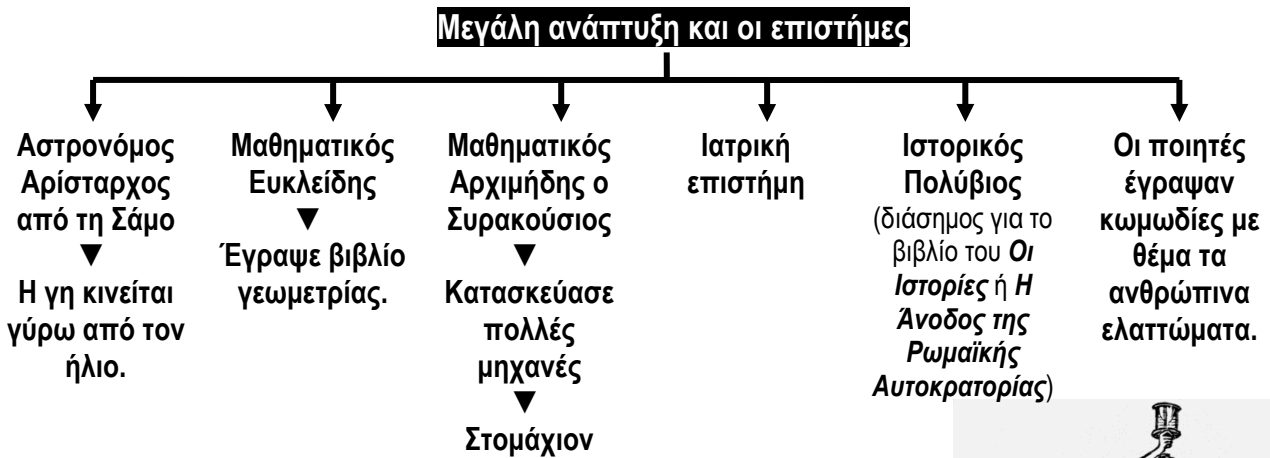 Μεγάλη ανάπτυξη και οι επιστήμες
Αστρονόμος
Αρίσταρχος
από τη Σάμο
▼
Η γη κινείται
γύρω από τον
ήλιο.
Μαθηματικός
Ευκλείδης
▼
Έγραψε βιβλίο
γεωμετρίας.
Μαθηματικός
Αρχιμήδης ο
Συρακούσιος
▼
Κατασκεύασε
πολλές
μηχανές
▼
Στομάχιον
Ιατρική
επιστήμη
Ιστορικός
Πολύβιος
(διάσημος για το
βιβλίο του Οι
Ιστορίες ή Η
Άνοδος της
Ρωμαϊκής
Αυτοκρατορίας)
Οι ποιητές
έγραψαν
κωμωδίες με
θέμα τα
ανθρώπινα
ελαττώματα.